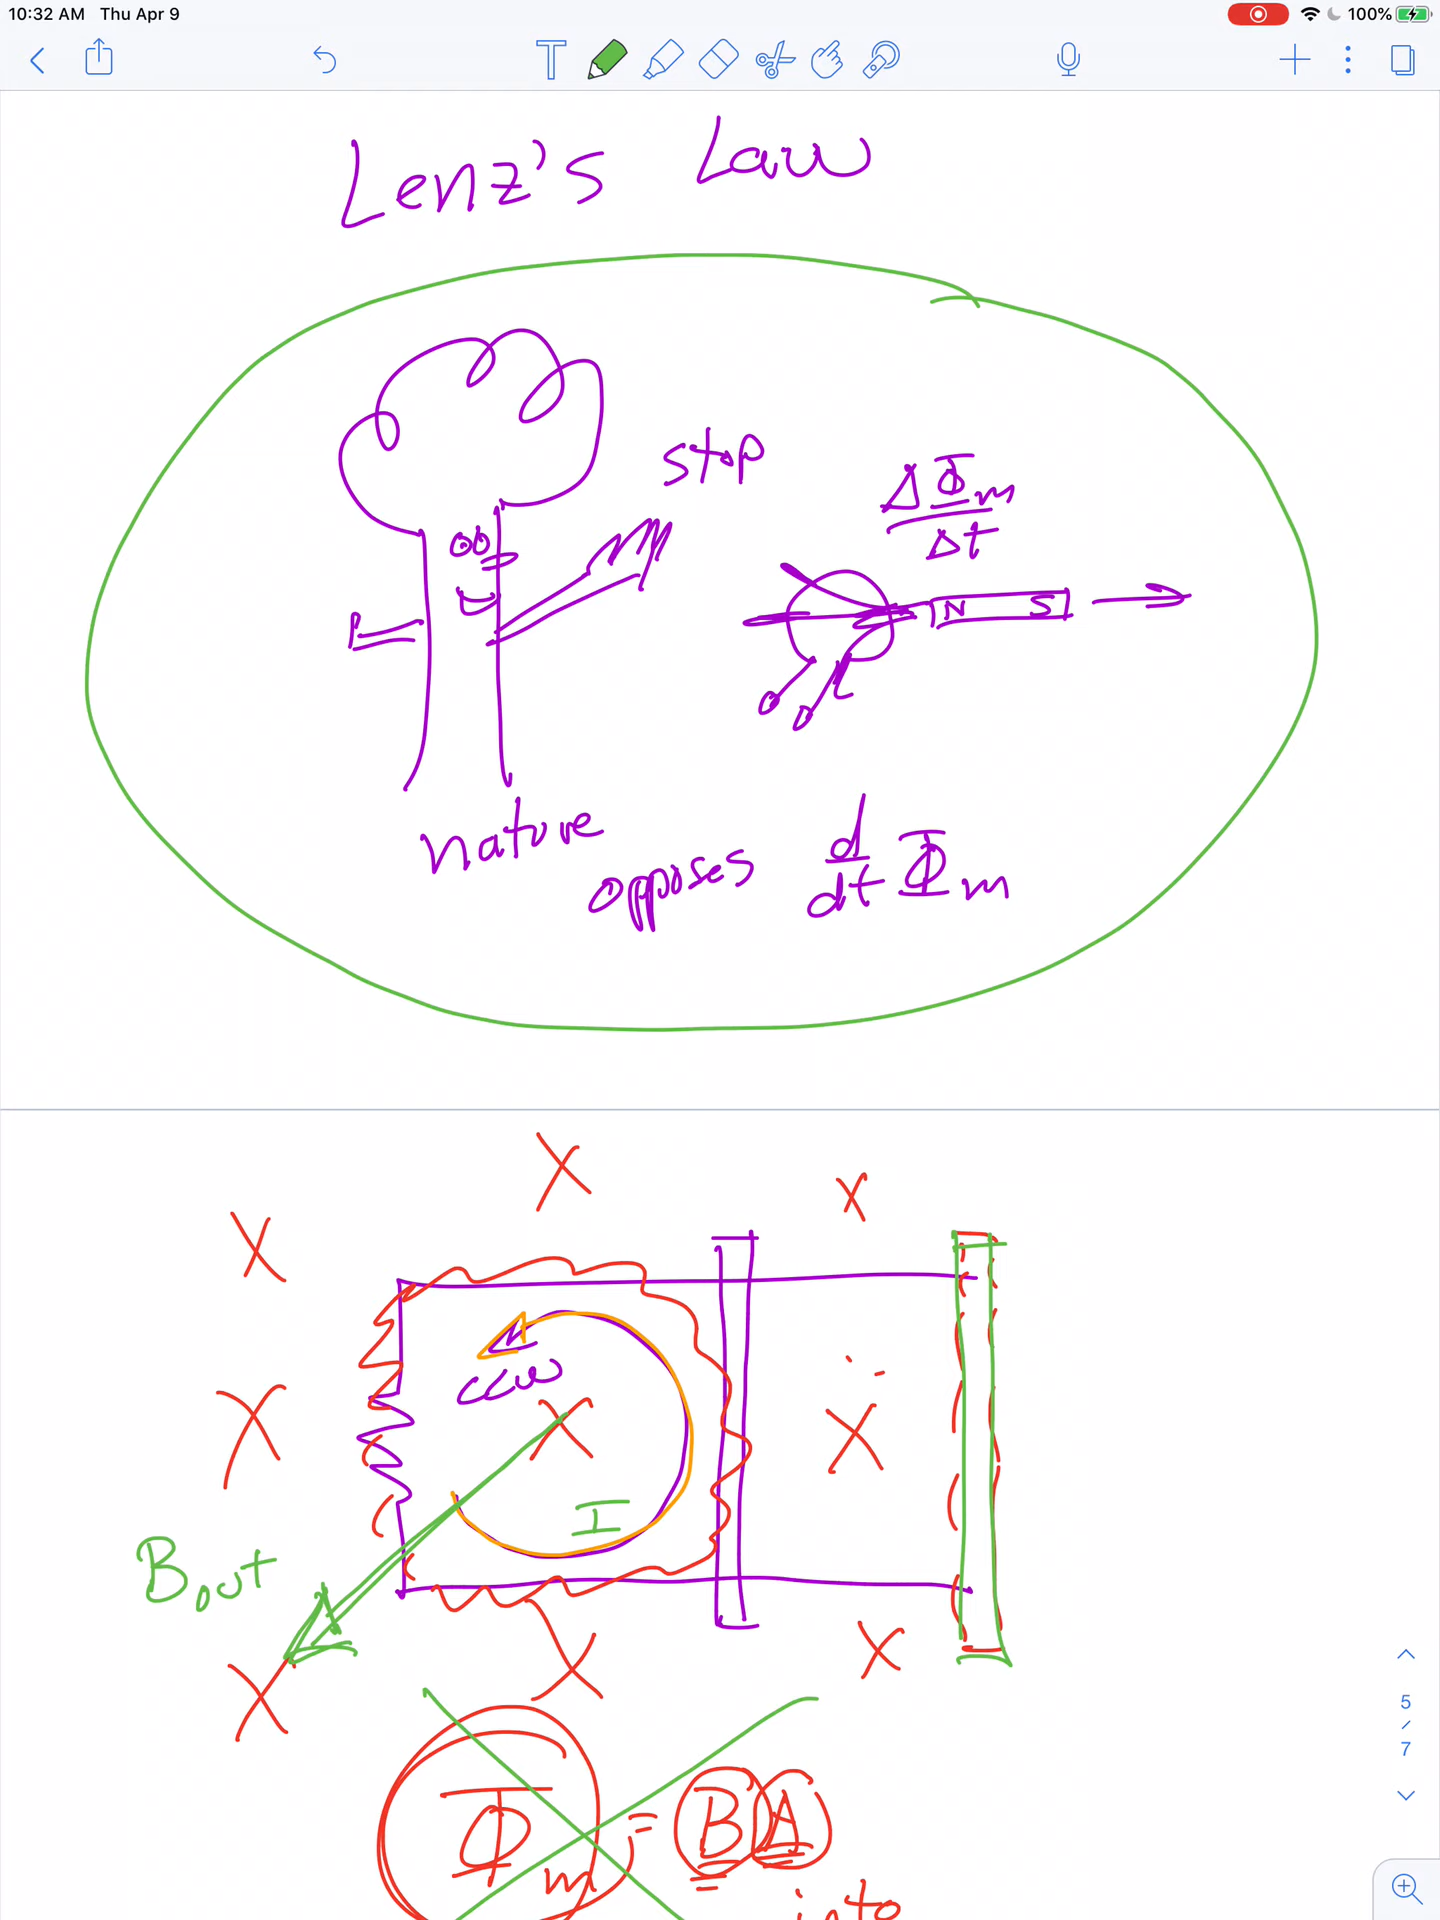 10:32 AM Thu Apr 9
100%
T
Lenz's Law
stop
ΔΦm
Δt
N S
nature
opposes d/dt Φm
X X
X
ccw
X X X
I
Bout
X X X
Φm = BA
into
5
/
7